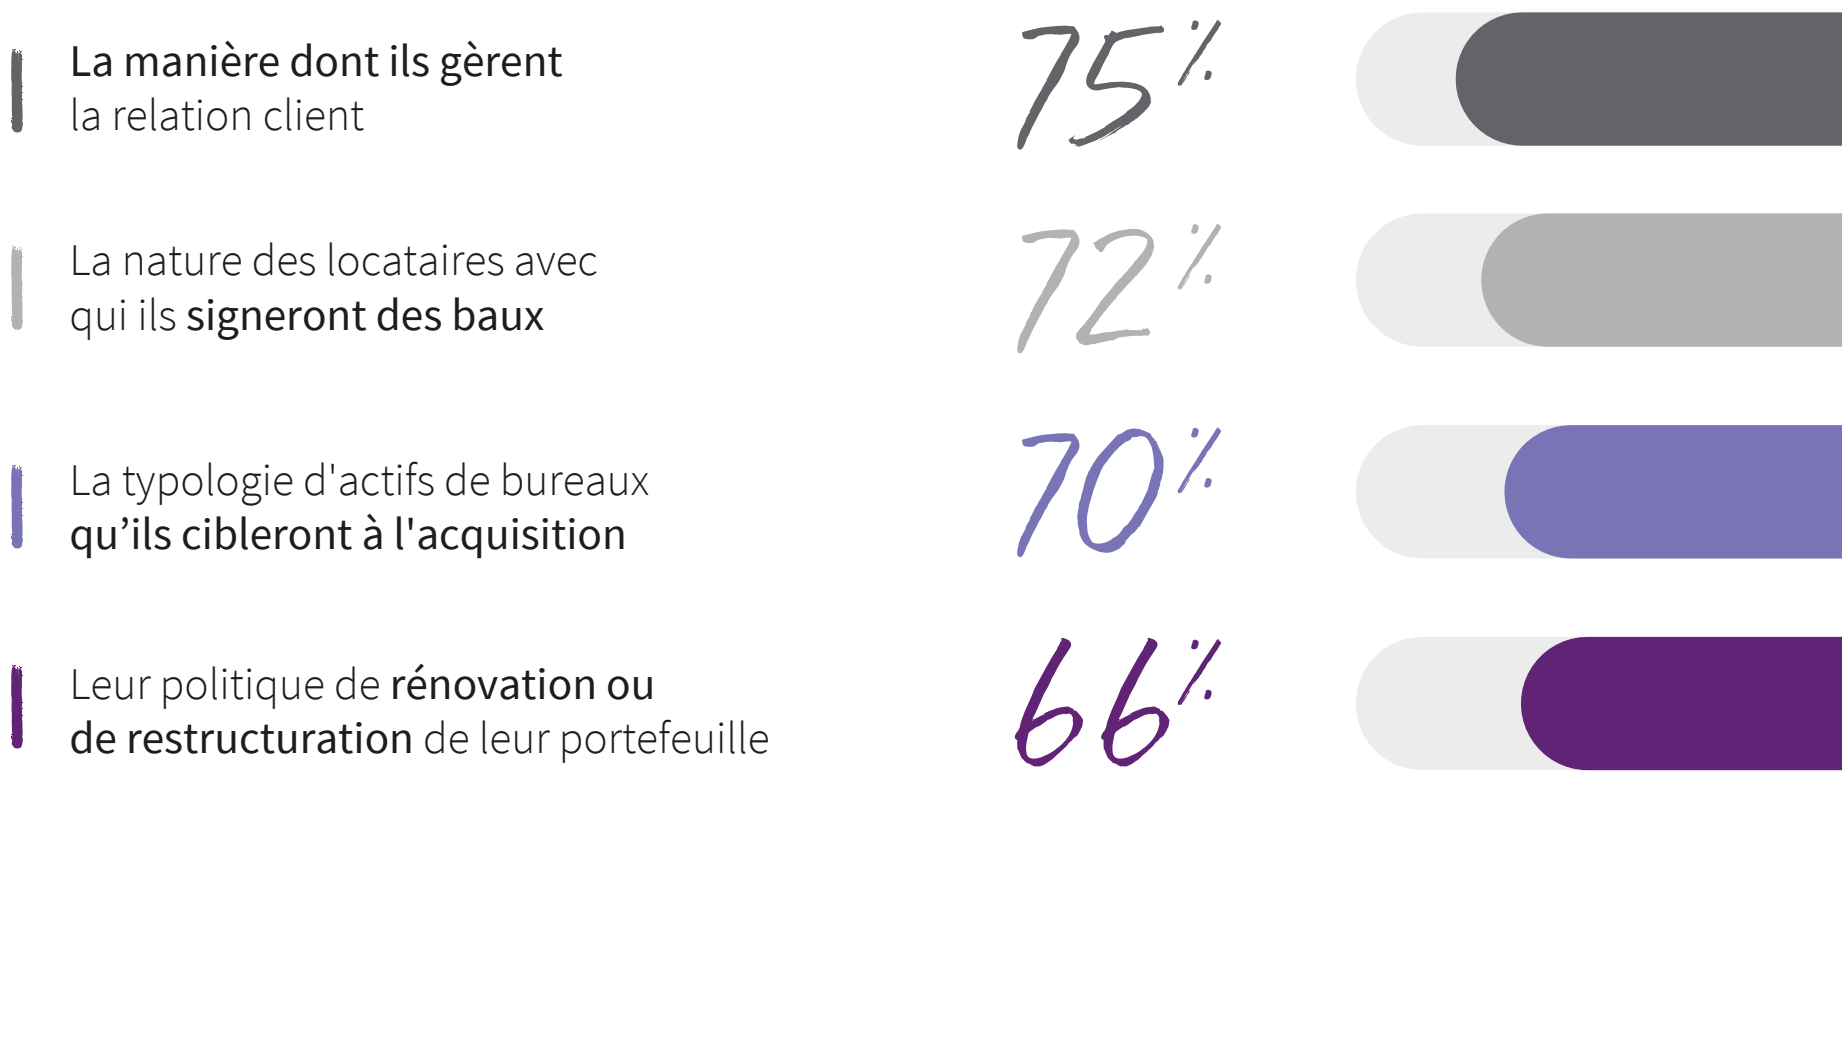 La manière dont ils gèrent
la relation client
75%
La nature des locataires avec
qui ils signeront des baux
72%
La typologie d'actifs de bureaux
qu’ils cibleront à l'acquisition
70%
Leur politique de rénovation ou
de restructuration de leur portefeuille
66%